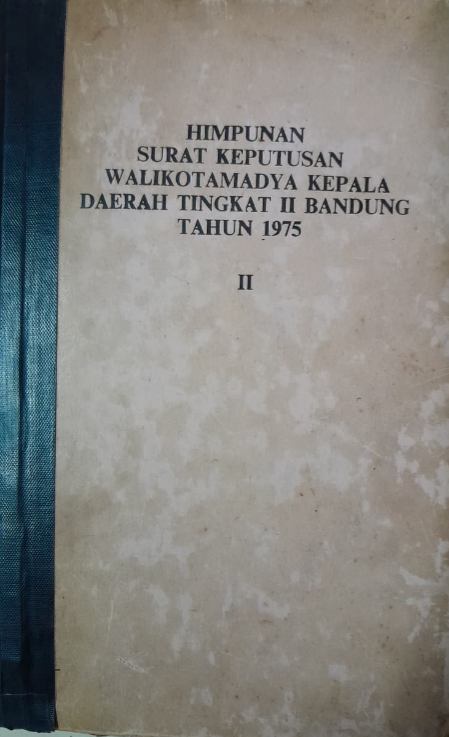 HIMPUNAN
SURAT KEPUTUSAN
WALIKOTAMADYA KEPALA
DAERAH TINGKAT II BANDUNG
TAHUN 1975
II